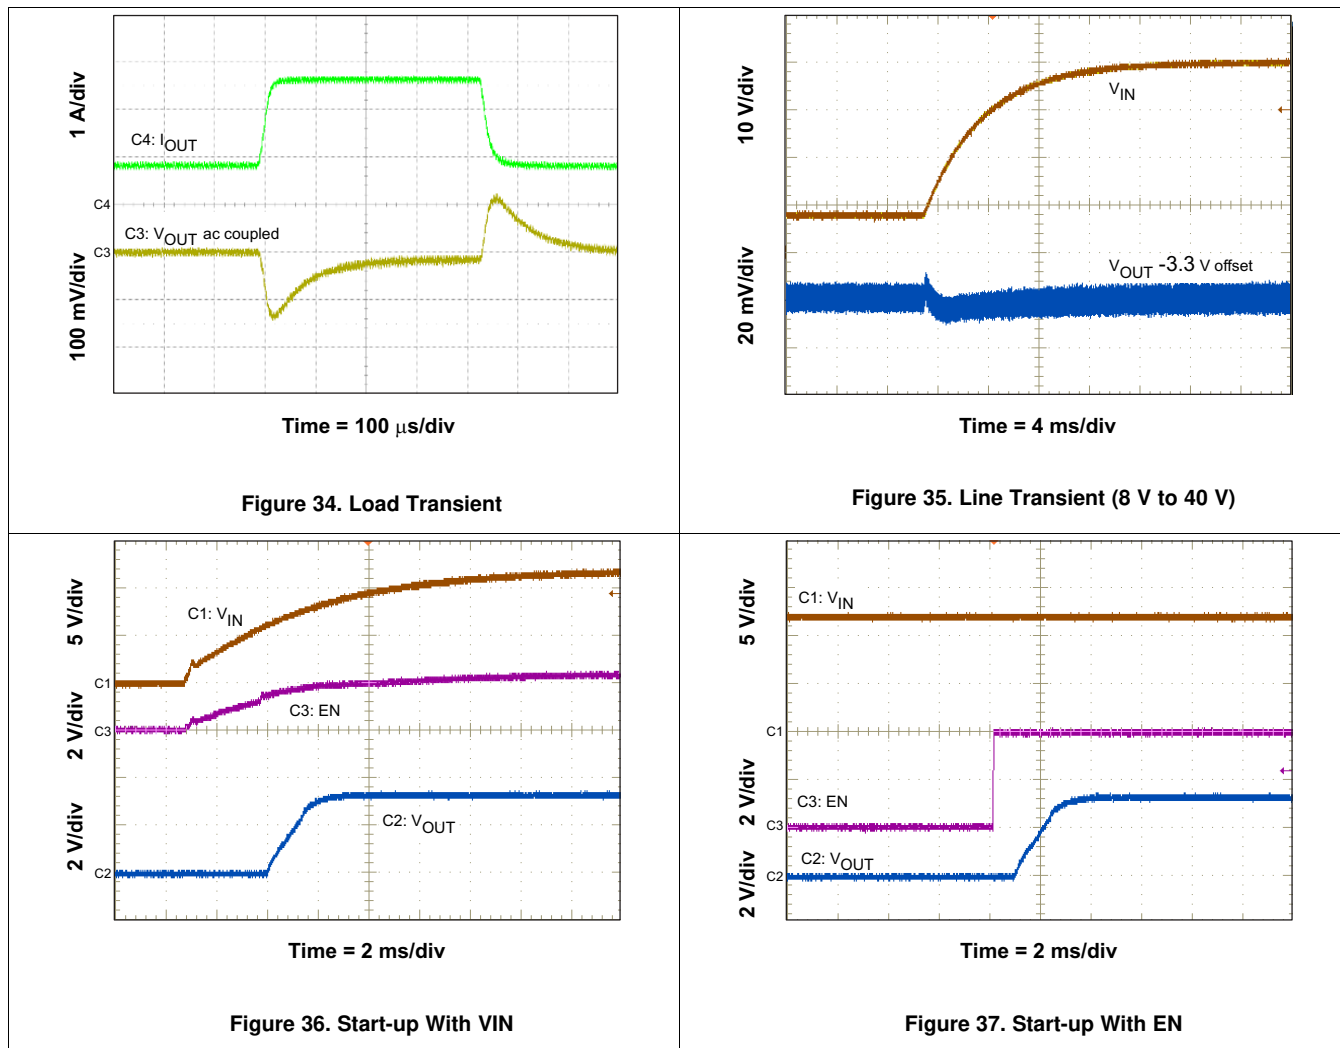 1 A/div
C4: IOUT
C4
C3: VOUT ac coupled
C3
100 mV/div
Time = 100 μs/div
Figure 34. Load Transient
10 V/div
VIN
VOUT -3.3 V offset
20 mV/div
Time = 4 ms/div
Figure 35. Line Transient (8 V to 40 V)
5 V/div
C1: VIN
C1
C3: EN
C3
2 V/div
C2: VOUT
2 V/div
C2
Time = 2 ms/div
Figure 36. Start-up With VIN
5 V/div
C1: VIN
C1
2 V/div
C3: EN
C3
C2: VOUT
C2
2 V/div
Time = 2 ms/div
Figure 37. Start-up With EN